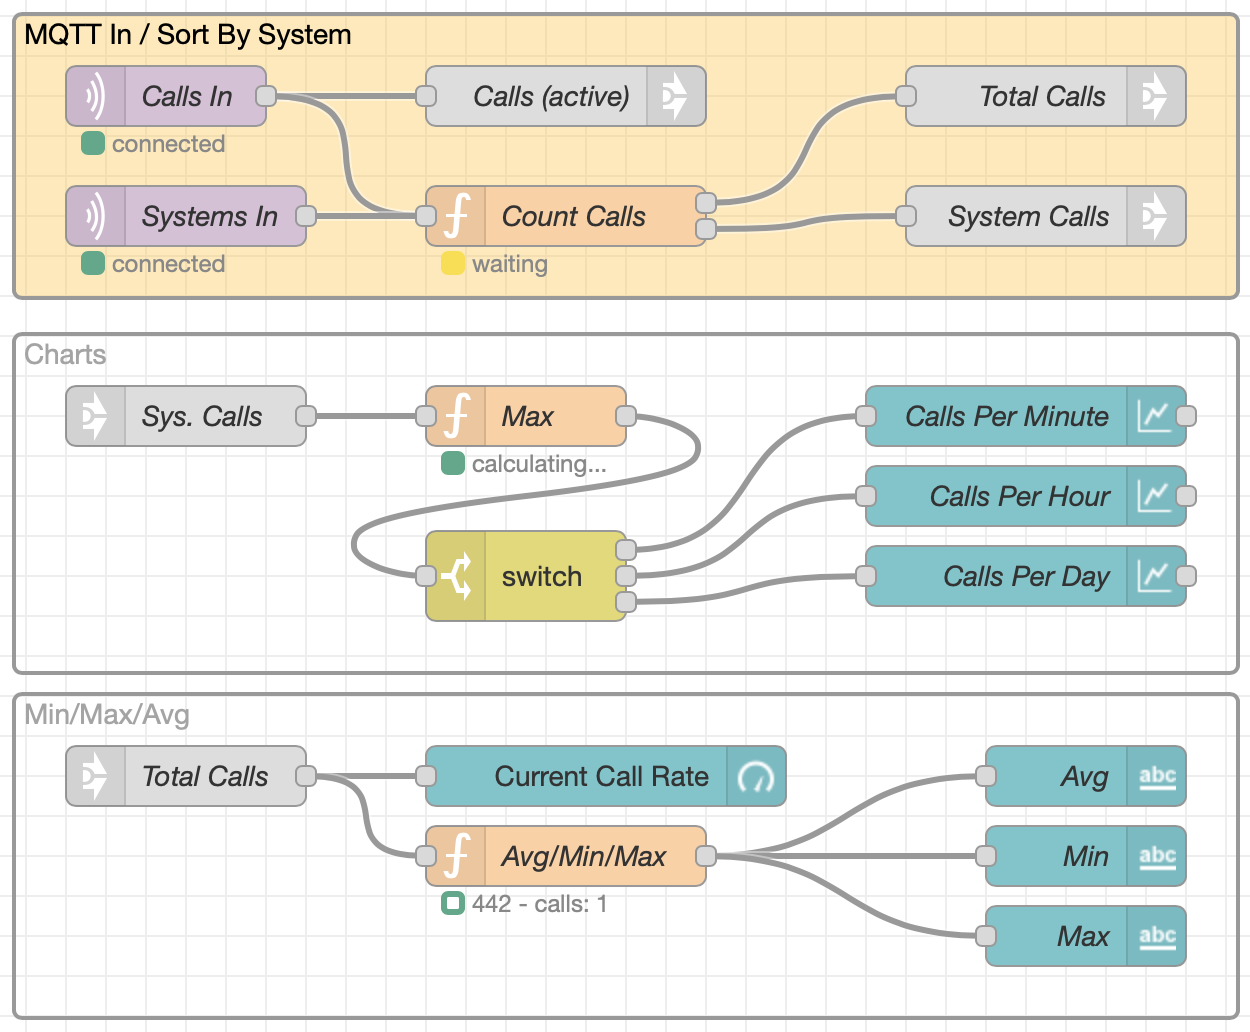 MQTT In / Sort By System
Calls In
Calls (active)
Total Calls
connected
Systems In
Count Calls
System Calls
connected
waiting
Charts
Sys. Calls
Max
Calls Per Minute
calculating...
Calls Per Hour
switch
Calls Per Day
Min/Max/Avg
Total Calls
Current Call Rate
Avg
abc
Avg/Min/Max
Min
abc
442 - calls: 1
Max
abc